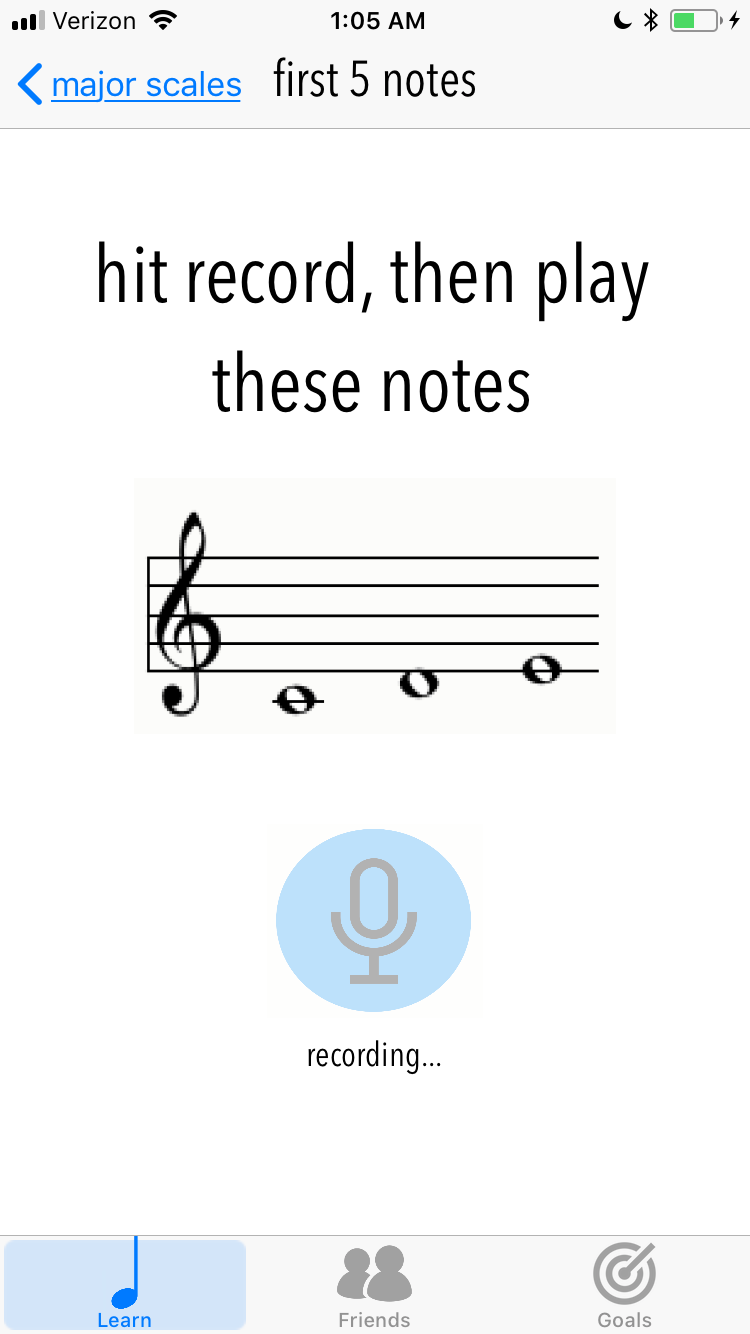 Verizon 1:05 AM
major scales first 5 notes
hit record, then play
these notes
recording...
Learn Friends Goals